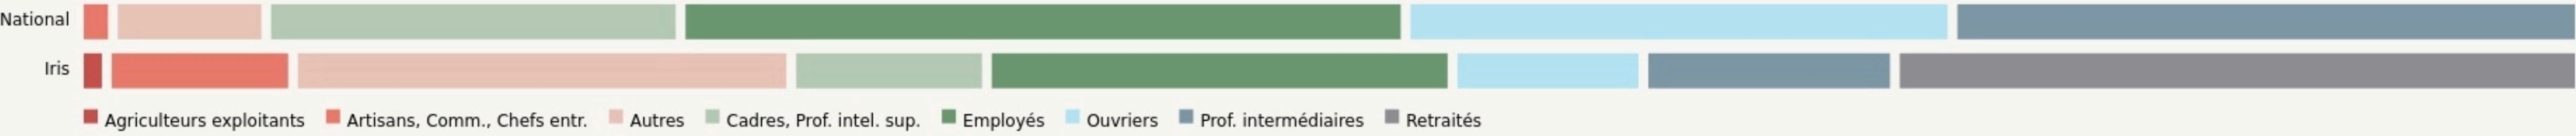 National
Iris
Agriculteurs exploitants Artisans, Comm., Chefs entr. Autres Cadres, Prof. intel. sup. Employés Ouvriers Prof. intermédiaires Retraités